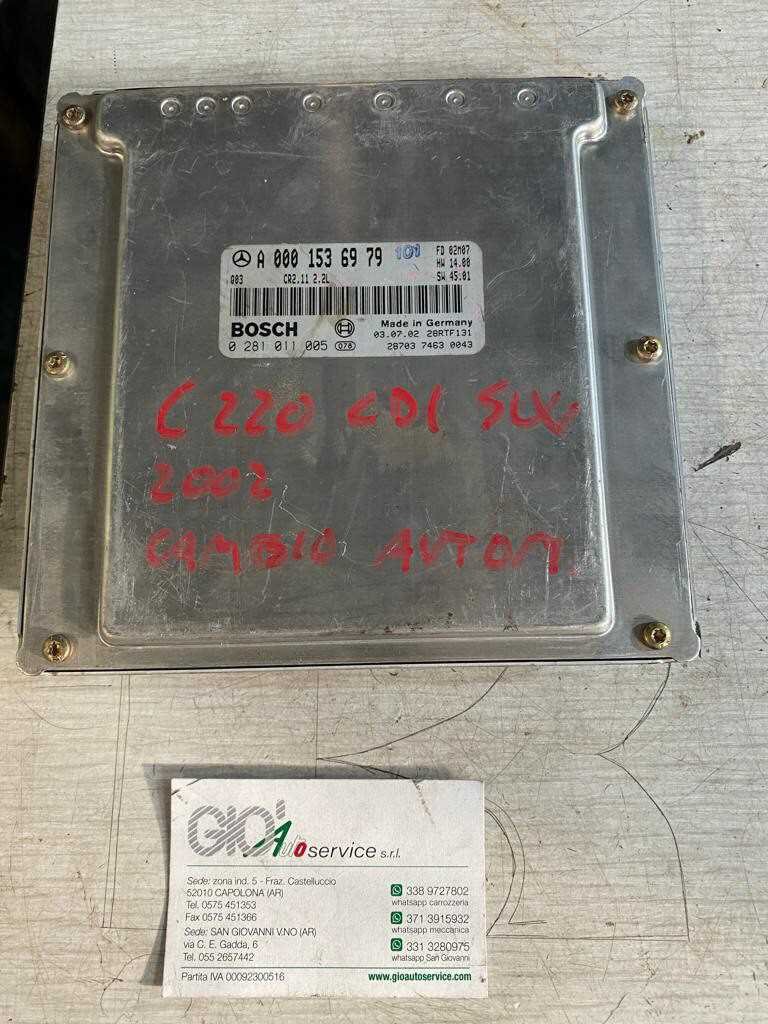 A 000 153 69 79 101
FD 02M07
HW 14.00
Q03 CR2.11 2.2L SW 45.01
BOSCH Made in Germany
03.07.02 28RTF131
0 281 011 005 078 28703 7463 0043
C 220 CDI SW
2002
CAMBIO AUTOM.
GIO' Autoservice s.r.l.
Sede: zona ind. 5 - Fraz. Castelluccio
52010 CAPOLONA (AR)
Tel. 0575 451353
Fax 0575 451366
Sede: SAN GIOVANNI V.NO (AR)
via C. E. Gadda, 6
Tel. 055 2657442
Partita IVA 00092300516
338 9727802
whatsapp carrozzeria
371 3915932
whatsapp meccanica
331 3280975
whatsapp San Giovanni
www.gioautoservice.com